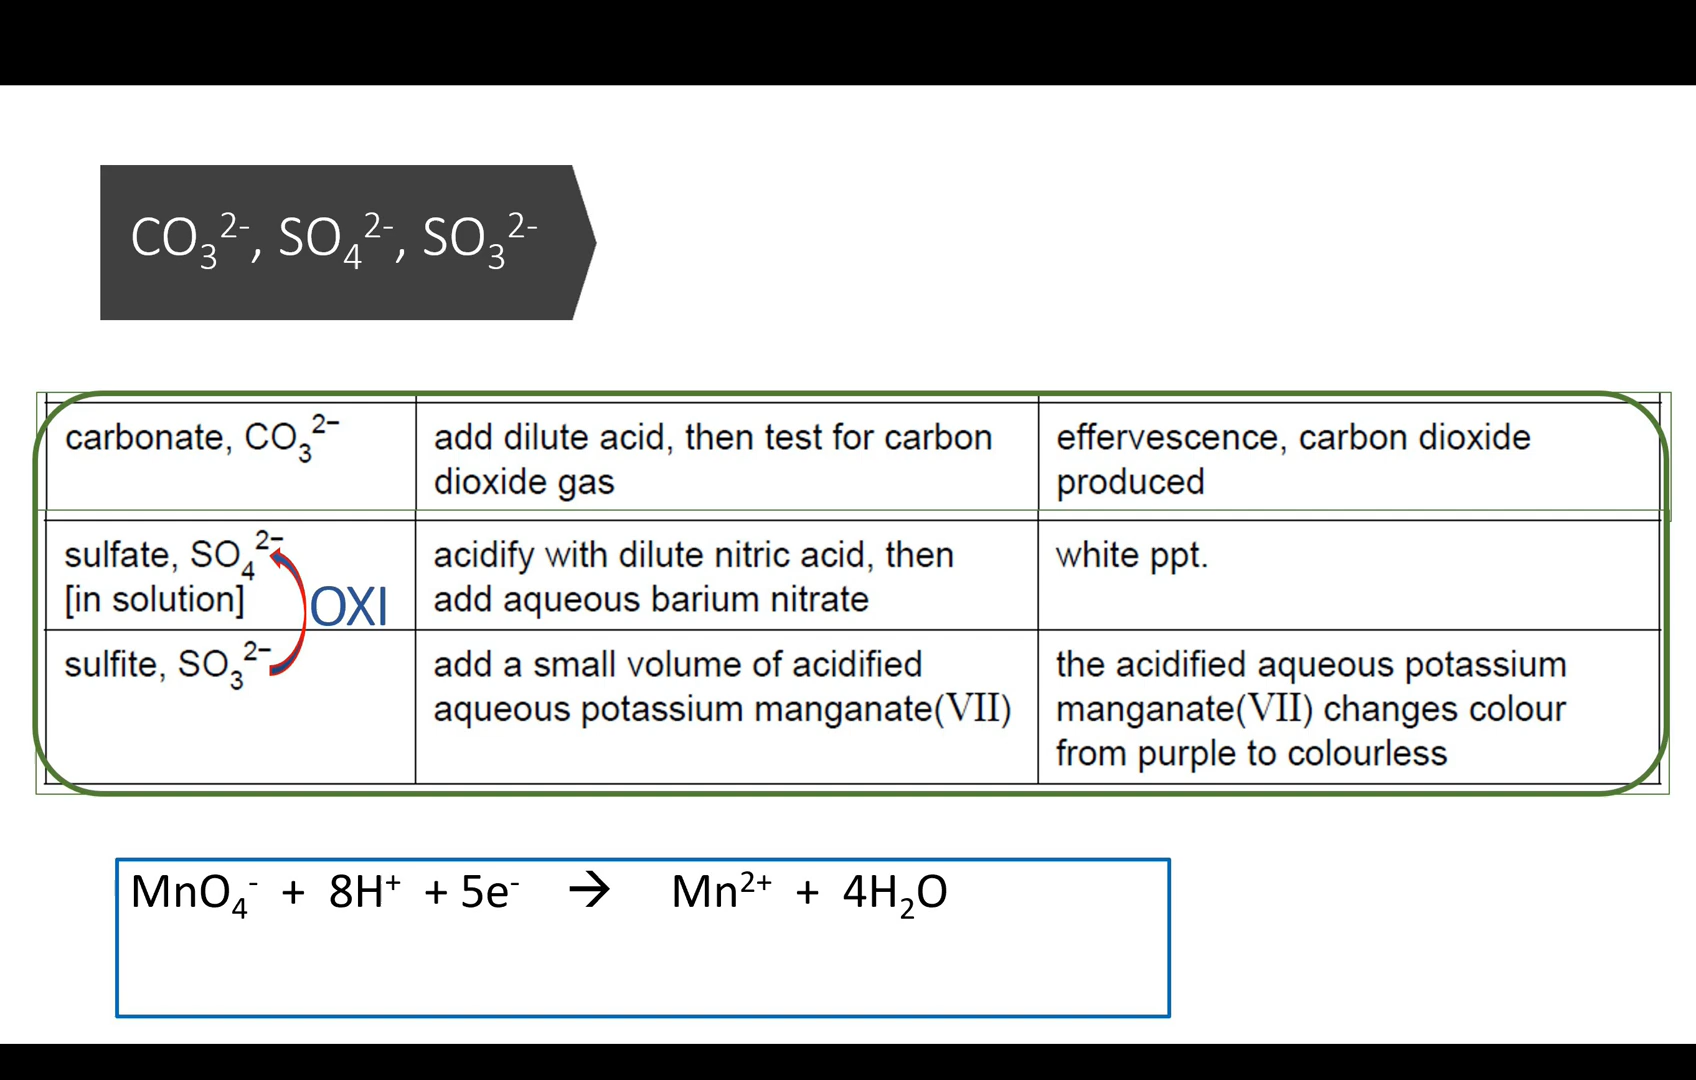 CO₃²⁻, SO₄²⁻, SO₃²⁻
carbonate, CO₃²⁻
add dilute acid, then test for carbon
dioxide gas
effervescence, carbon dioxide
produced
sulfate, SO₄²⁻
[in solution]
OXI
acidify with dilute nitric acid, then
add aqueous barium nitrate
white ppt.
sulfite, SO₃²⁻
add a small volume of acidified
aqueous potassium manganate(VII)
the acidified aqueous potassium
manganate(VII) changes colour
from purple to colourless
MnO₄⁻ + 8H⁺ + 5e⁻ → Mn²⁺ + 4H₂O